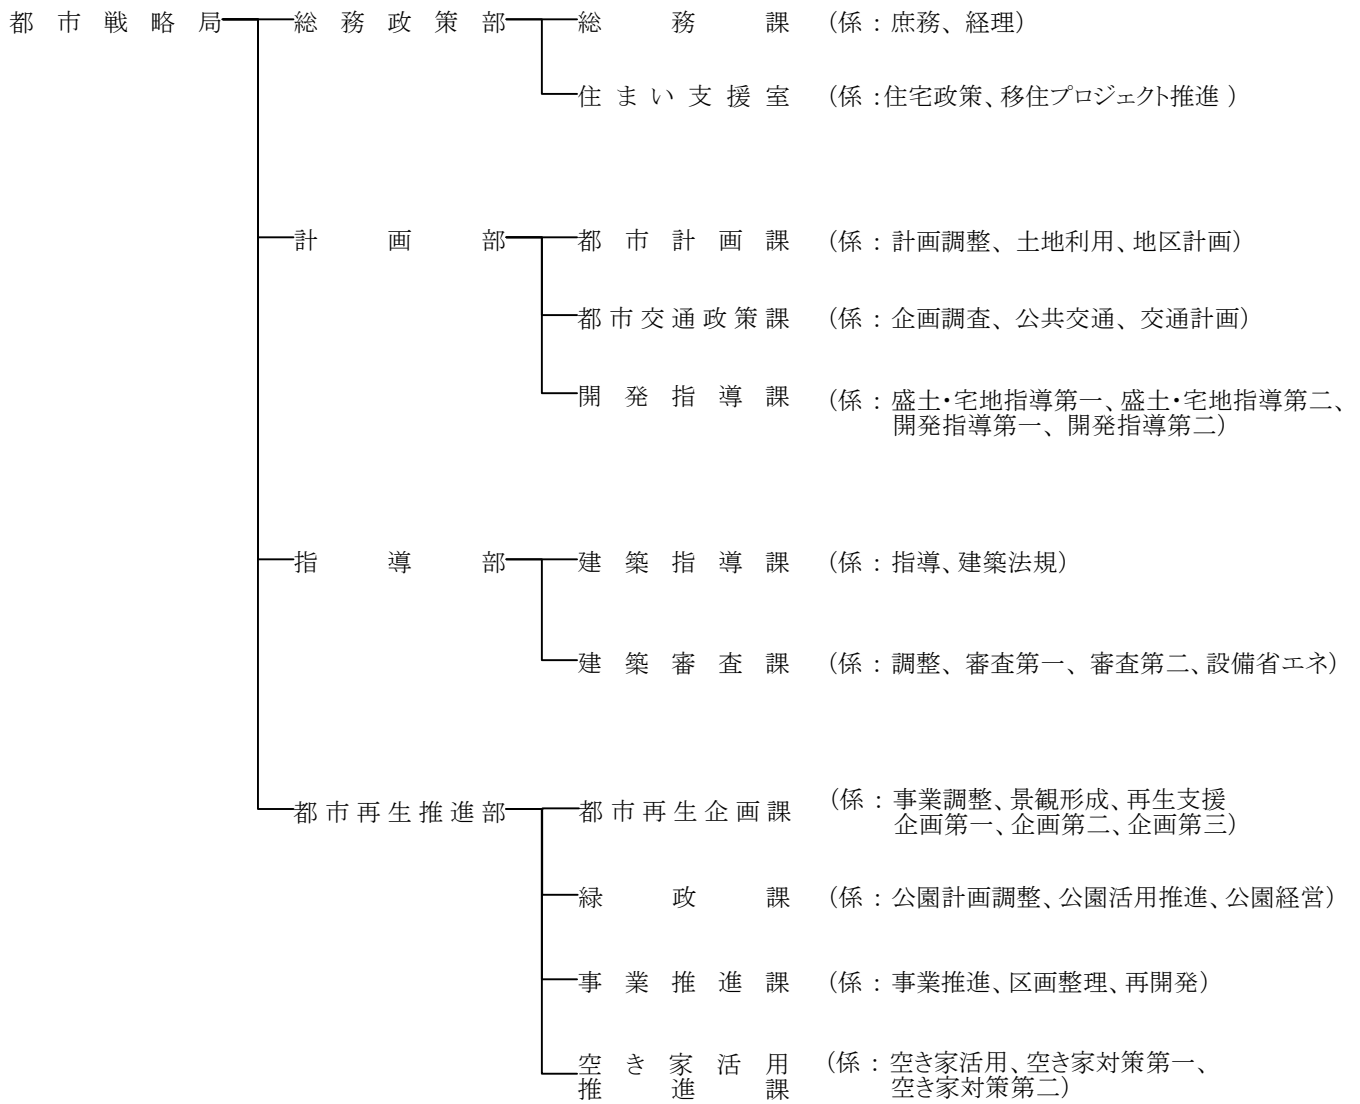 都市戦略局 総務政策部 総務課 (係：庶務、経理)
住まい支援室 (係：住宅政策、移住プロジェクト推進)
計画部 都市計画課 (係：計画調整、土地利用、地区計画)
都市交通政策課 (係：企画調査、公共交通、交通計画)
開発指導課 (係：盛土・宅地指導第一、盛土・宅地指導第二、
開発指導第一、開発指導第二)
指導部 建築指導課 (係：指導、建築法規)
建築審査課 (係：調整、審査第一、審査第二、設備省エネ)
都市再生推進部 都市再生企画課 (係：事業調整、景観形成、再生支援
企画第一、企画第二、企画第三)
緑政課 (係：公園計画調整、公園活用推進、公園経営)
事業推進課 (係：事業推進、区画整理、再開発)
空き家活用 (係：空き家活用、空き家対策第一、
推進課 空き家対策第二)